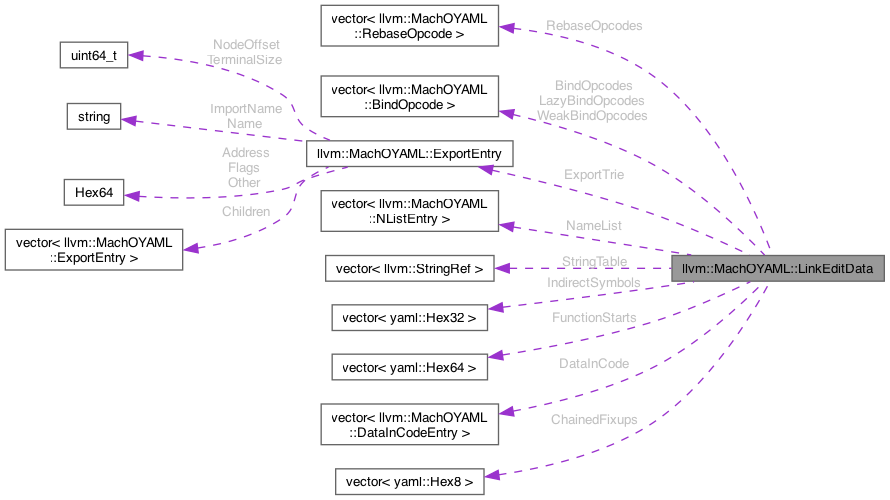 vector< llvm::MachOYAML
::RebaseOpcode >
RebaseOpcodes
uint64_t
NodeOffset
TerminalSize
vector< llvm::MachOYAML
::BindOpcode >
BindOpcodes
LazyBindOpcodes
WeakBindOpcodes
string
ImportName
Name
llvm::MachOYAML::ExportEntry
ExportTrie
Hex64
Address
Flags
Other
vector< llvm::MachOYAML
::NListEntry >
NameList
vector< llvm::MachOYAML
::ExportEntry >
Children
vector< llvm::StringRef >
StringTable
llvm::MachOYAML::LinkEditData
vector< yaml::Hex32 >
IndirectSymbols
vector< yaml::Hex64 >
FunctionStarts
vector< llvm::MachOYAML
::DataInCodeEntry >
DataInCode
vector< yaml::Hex8 >
ChainedFixups